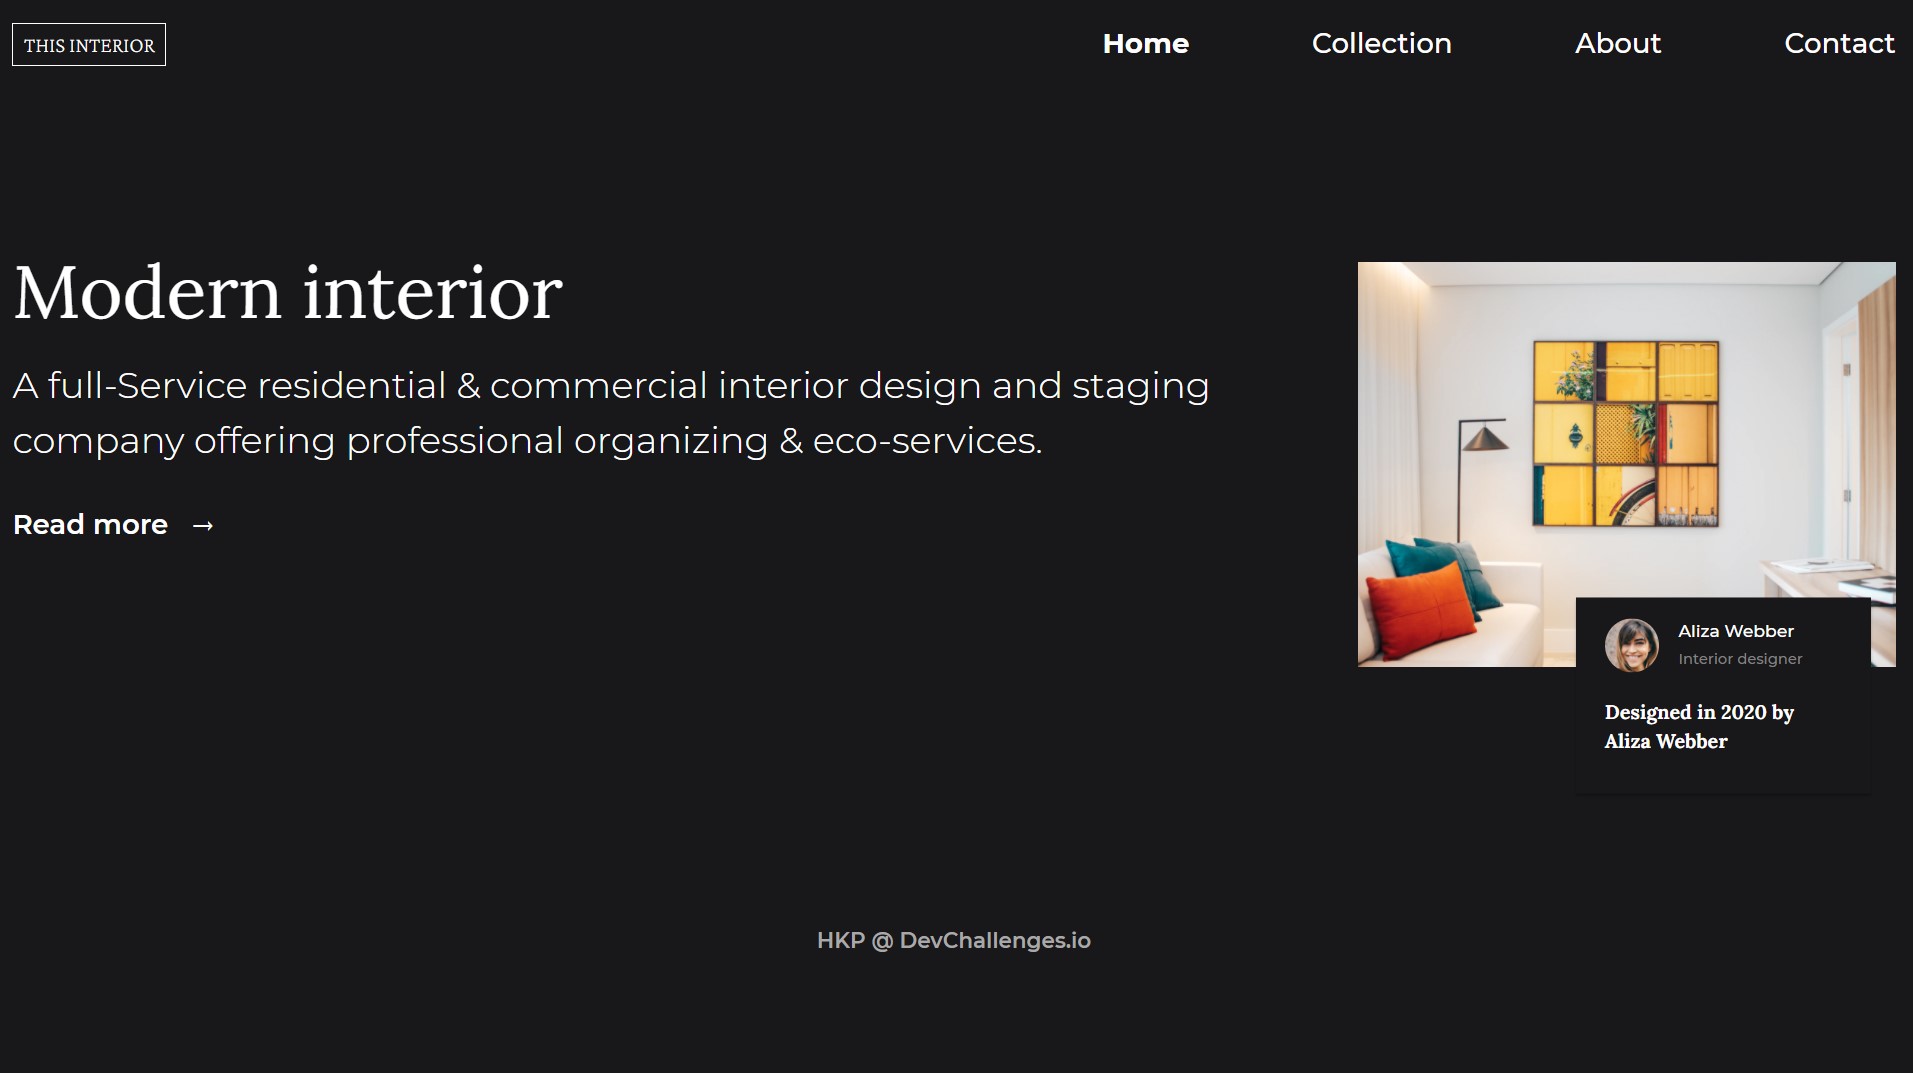 THIS INTERIOR
Home
Collection
About
Contact
Modern interior
A full-Service residential & commercial interior design and staging
company offering professional organizing & eco-services.
Read more →
Aliza Webber
Interior designer
Designed in 2020 by
Aliza Webber
HKP @ DevChallenges.io